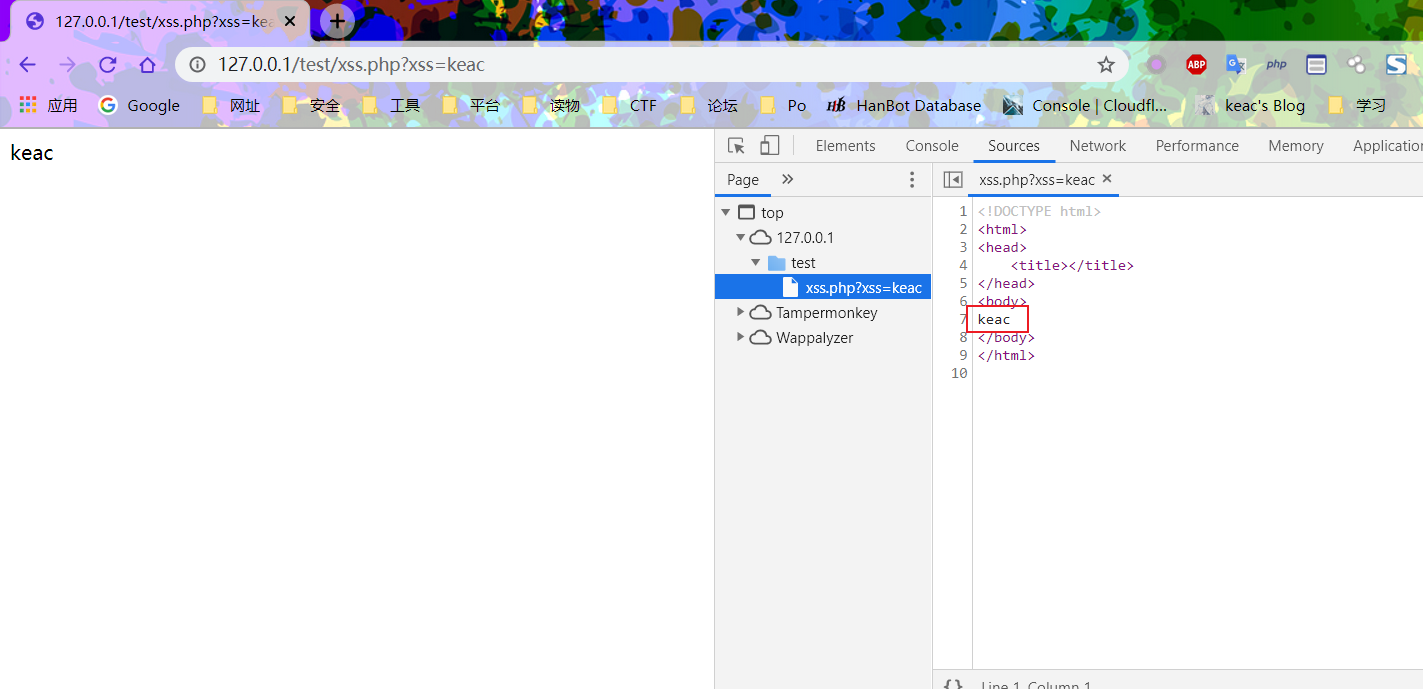 127.0.0.1/test/xss.php?xss=kea
127.0.0.1/test/xss.php?xss=keac
ABP G php S
应用 G Google 网址 安全 工具 平台 读物 CTF 论坛 Po HB HanBot Database Console | Cloudfl... keac's Blog 学习
keac
Elements Console Sources Network Performance Memory Application
Page » xss.php?xss=keac ×
top
127.0.0.1
test
xss.php?xss=keac
Tampermonkey
Wappalyzer
1 <!DOCTYPE html>
2 <html>
3 <head>
4 <title></title>
5 </head>
6 <body>
7 keac
8 </body>
9 </html>
10
{} Line 1, Column 1